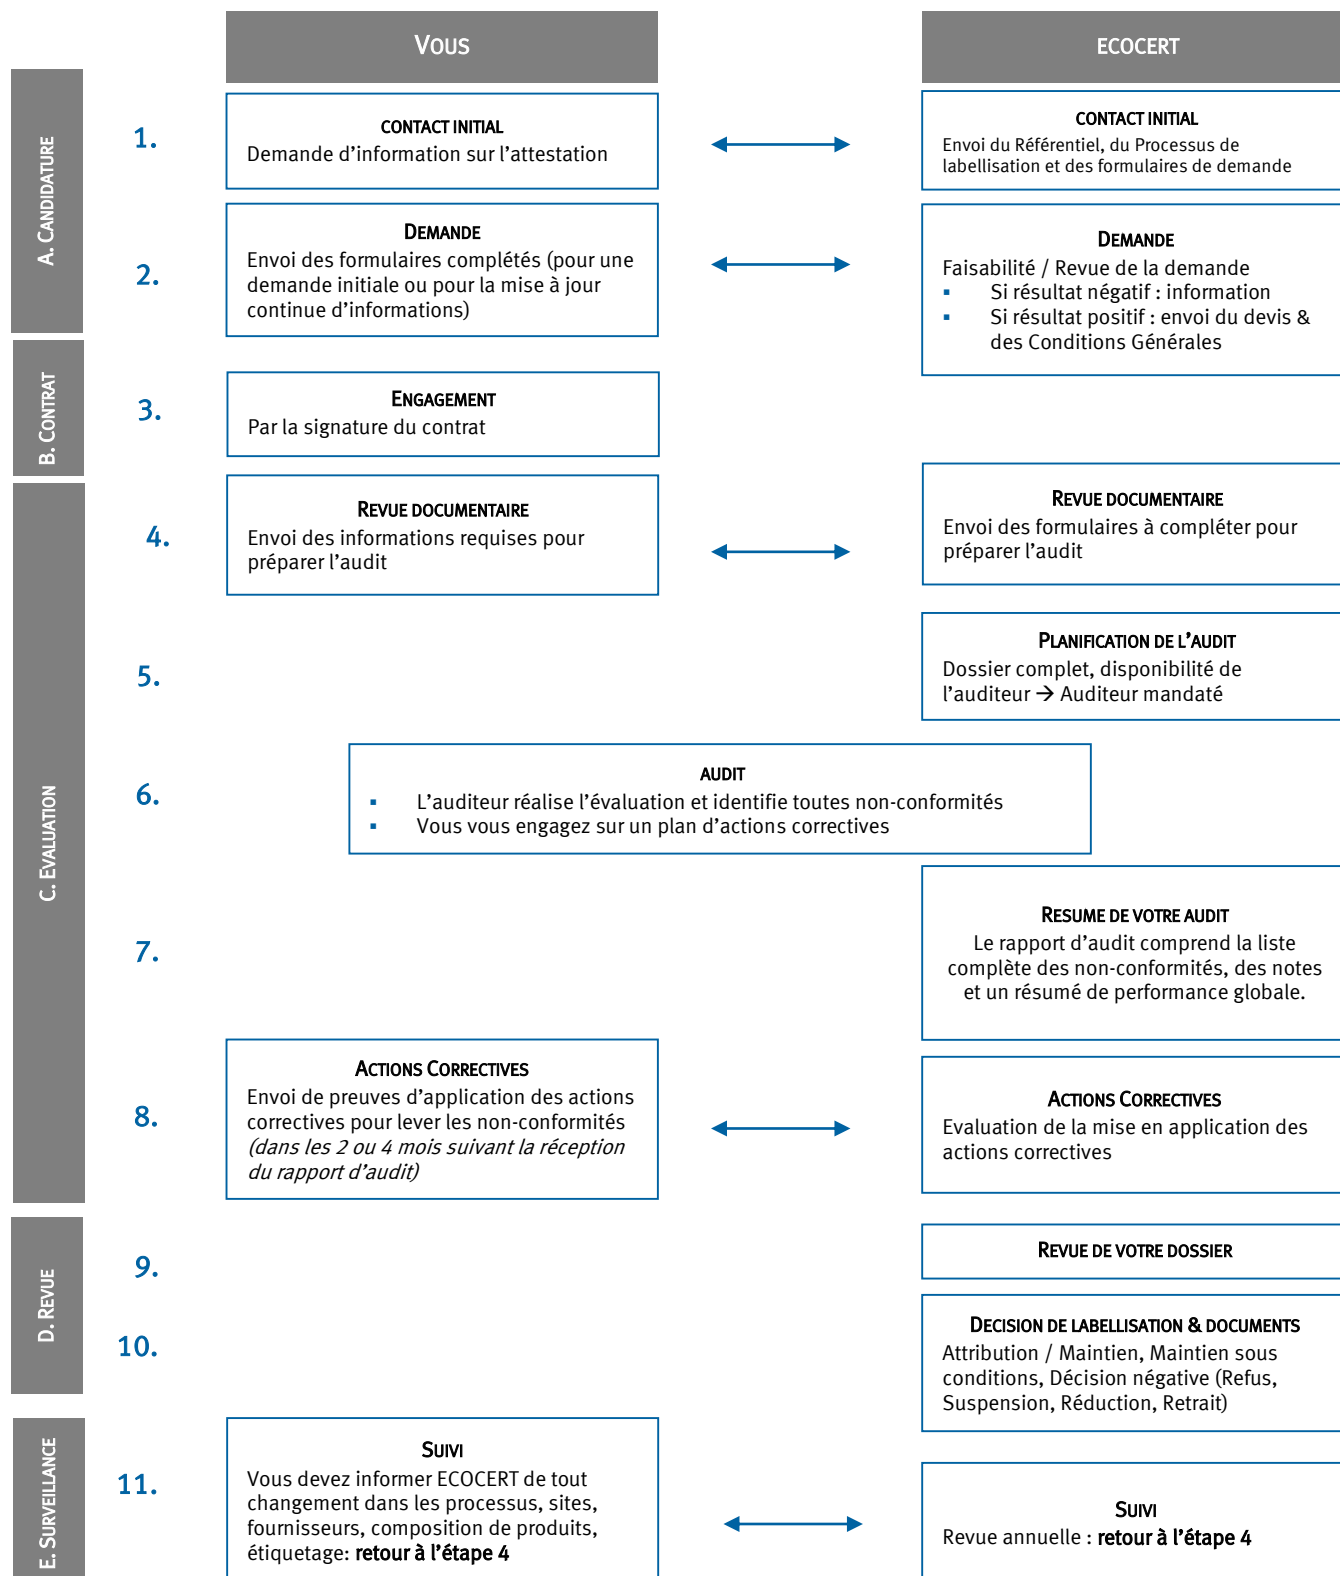 VOUS
ECOCERT
A. CANDIDATURE
1.
CONTACT INITIAL
Demande d’information sur l’attestation
CONTACT INITIAL
Envoi du Référentiel, du Processus de
labellisation et des formulaires de demande
2.
DEMANDE
Envoi des formulaires complétés (pour une
demande initiale ou pour la mise à jour
continue d’informations)
DEMANDE
Faisabilité / Revue de la demande
▪ Si résultat négatif : information
▪ Si résultat positif : envoi du devis &
des Conditions Générales
B. CONTRAT
3.
ENGAGEMENT
Par la signature du contrat
C. EVALUATION
4.
REVUE DOCUMENTAIRE
Envoi des informations requises pour
préparer l’audit
REVUE DOCUMENTAIRE
Envoi des formulaires à compléter pour
préparer l’audit
5.
PLANIFICATION DE L’AUDIT
Dossier complet, disponibilité de
l’auditeur → Auditeur mandaté
6.
AUDIT
▪ L’auditeur réalise l’évaluation et identifie toutes non-conformités
▪ Vous vous engagez sur un plan d’actions correctives
7.
RESUME DE VOTRE AUDIT
Le rapport d’audit comprend la liste
complète des non-conformités, des notes
et un résumé de performance globale.
8.
ACTIONS CORRECTIVES
Envoi de preuves d’application des actions
correctives pour lever les non-conformités
(dans les 2 ou 4 mois suivant la réception
du rapport d’audit)
ACTIONS CORRECTIVES
Evaluation de la mise en application des
actions correctives
D. REVUE
9.
REVUE DE VOTRE DOSSIER
10.
DECISION DE LABELLISATION & DOCUMENTS
Attribution / Maintien, Maintien sous
conditions, Décision négative (Refus,
Suspension, Réduction, Retrait)
E. SURVEILLANCE
11.
SUIVI
Vous devez informer ECOCERT de tout
changement dans les processus, sites,
fournisseurs, composition de produits,
étiquetage: retour à l’étape 4
SUIVI
Revue annuelle : retour à l’étape 4